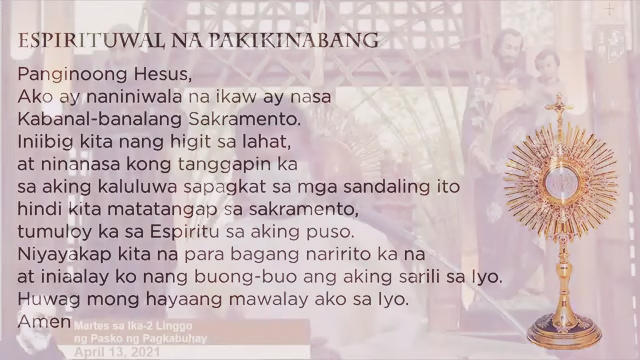 ESPIRITUWAL NA PAKIKINABANG
Panginoong Hesus,
Ako ay naniniwala na ikaw ay nasa
Kabanal-banalang Sakramento.
Iniibig kita nang higit sa lahat,
at ninanasa kong tanggapin ka
sa aking kaluluwa sapagkat sa mga sandaling ito
hindi kita matatangap sa sakramento,
tumuloy ka sa Espiritu sa aking puso.
Niyayakap kita na para bagang naririto ka na
at iniaalay ko nang buong-buo ang aking sarili sa Iyo.
Huwag mong hayaang mawalay ako sa Iyo.
Amen
Martes sa Ika-2 Linggo
ng Pasko ng Pagkabuhay
April 13, 2021